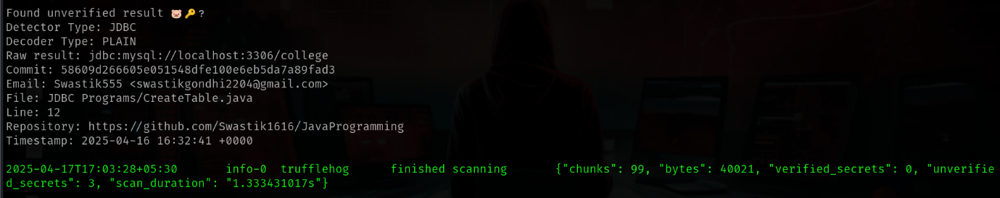 Found unverified result 🐷🔑?
Detector Type: JDBC
Decoder Type: PLAIN
Raw result: jdbc:mysql://localhost:3306/college
Commit: 58609d266605e051548dfe100e6eb5da7a89fad3
Email: Swastik555 <swastikgondhi2204@gmail.com>
File: JDBC Programs/CreateTable.java
Line: 12
Repository: https://github.com/Swastik1616/JavaProgramming
Timestamp: 2025-04-16 16:32:41 +0000
2025-04-17T17:03:28+05:30 info-0 trufflehog finished scanning {"chunks": 99, "bytes": 40021, "verified_secrets": 0, "unverifie
d_secrets": 3, "scan_duration": "1.333431017s"}